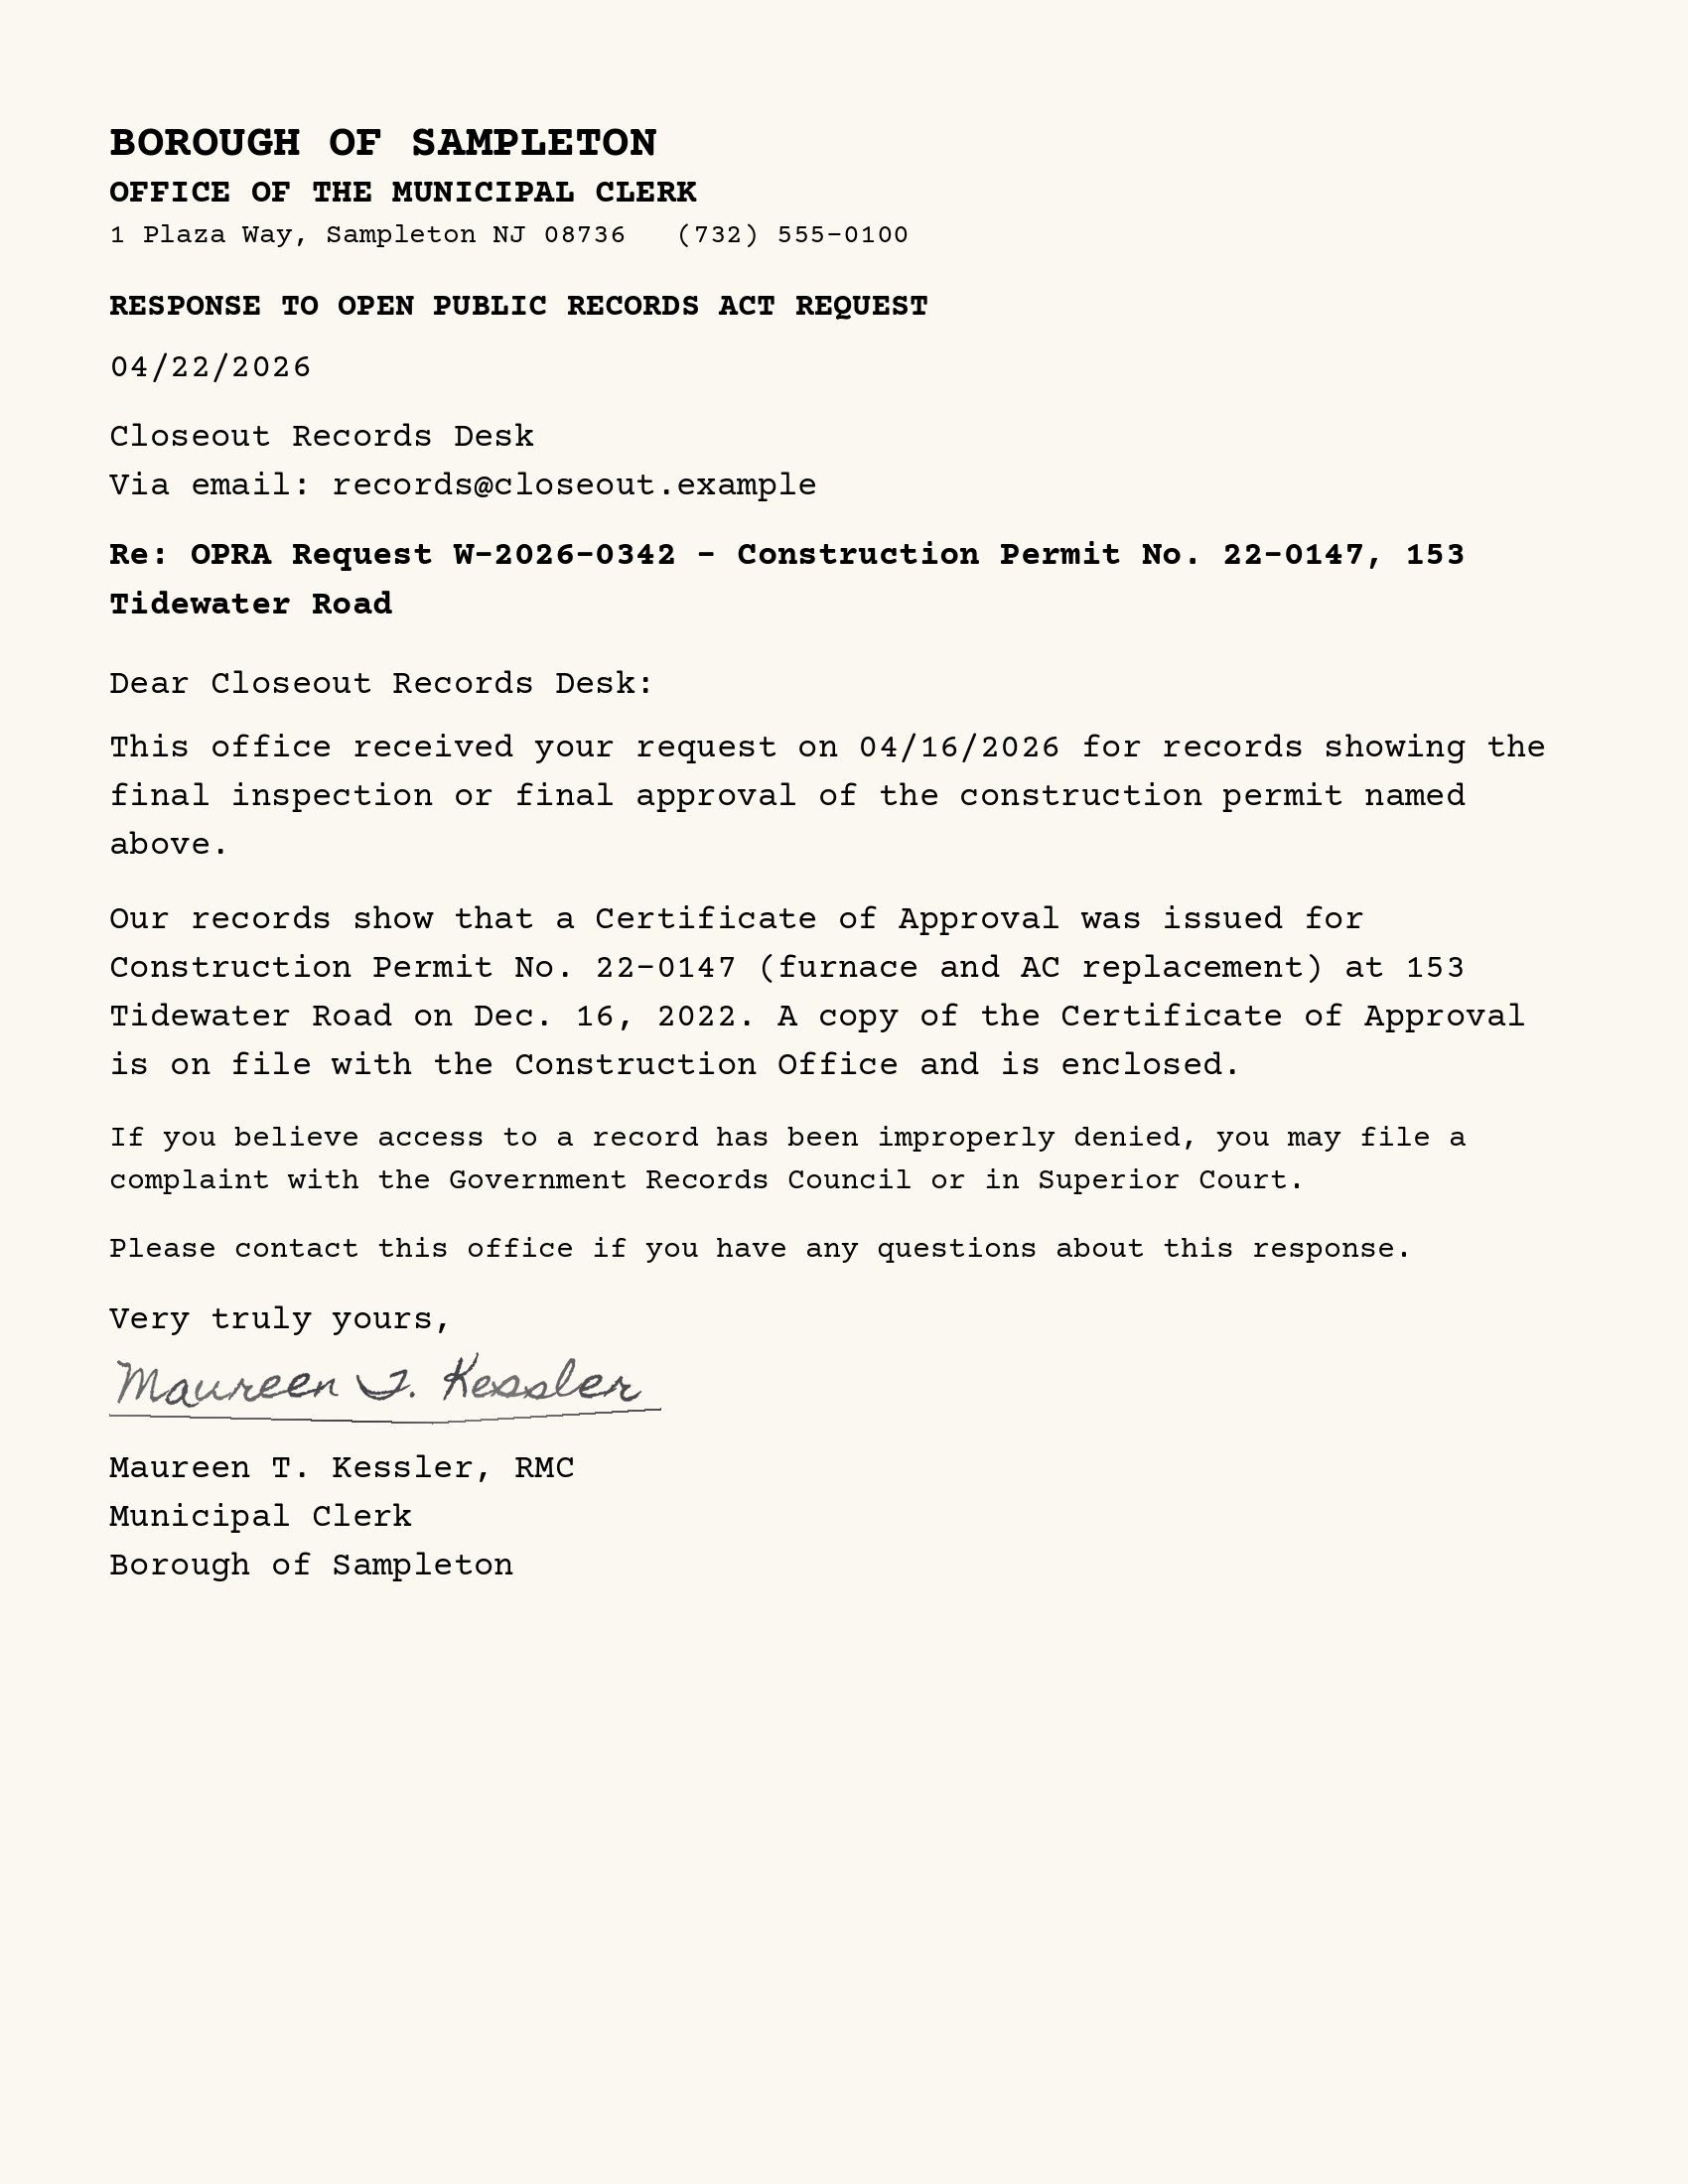 BOROUGH OF SAMPLETON
OFFICE OF THE MUNICIPAL CLERK
1 Plaza Way, Sampleton NJ 08736   (732) 555-0100
RESPONSE TO OPEN PUBLIC RECORDS ACT REQUEST
04/22/2026
Closeout Records Desk
Via email: records@closeout.example
Re: OPRA Request W-2026-0342 - Construction Permit No. 22-0147, 153
Tidewater Road
Dear Closeout Records Desk:
This office received your request on 04/16/2026 for records showing the
final inspection or final approval of the construction permit named
above.
Our records show that a Certificate of Approval was issued for
Construction Permit No. 22-0147 (furnace and AC replacement) at 153
Tidewater Road on Dec. 16, 2022. A copy of the Certificate of Approval
is on file with the Construction Office and is enclosed.
If you believe access to a record has been improperly denied, you may file a
complaint with the Government Records Council or in Superior Court.
Please contact this office if you have any questions about this response.
Very truly yours,
Maureen T. Kessler
Maureen T. Kessler, RMC
Municipal Clerk
Borough of Sampleton